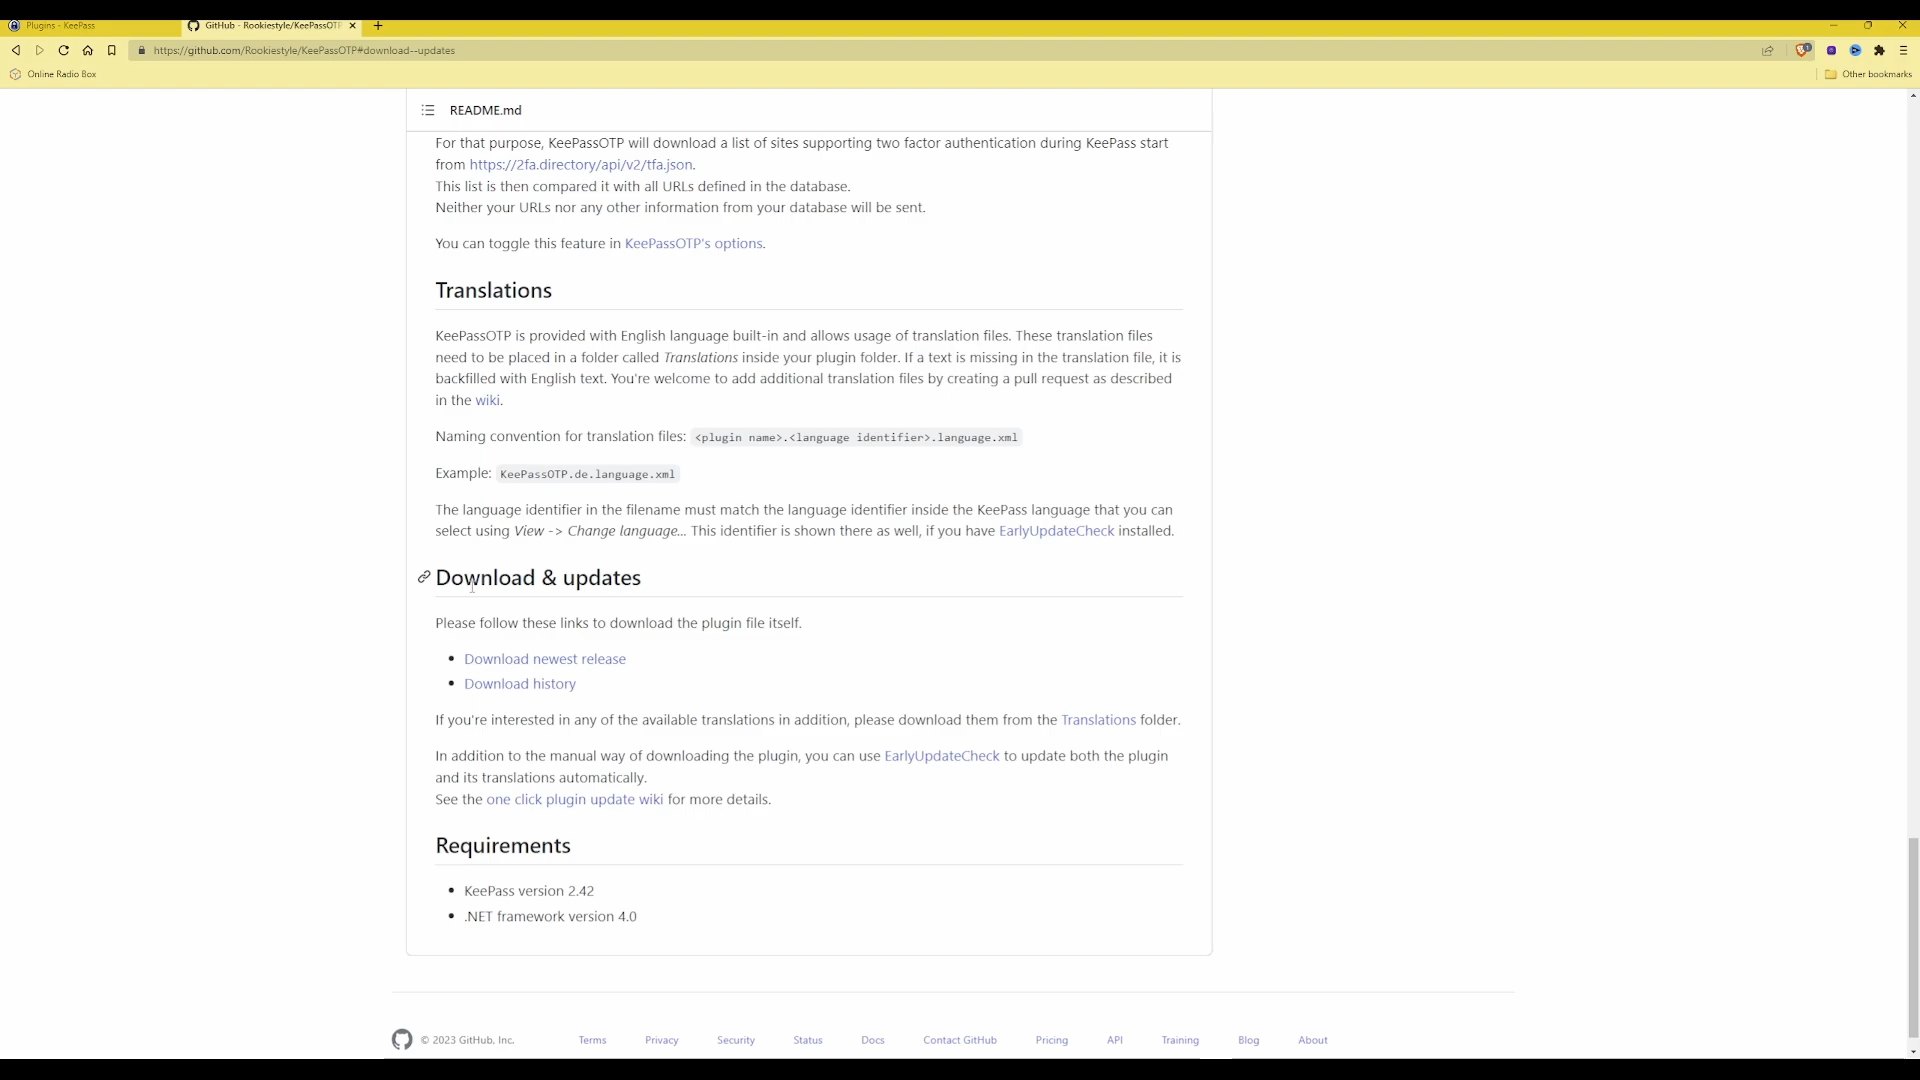 Plugins - KeePass
GitHub - Rookiestyle/KeePassOTP
https://github.com/Rookiestyle/KeePassOTP#download--updates
1
Online Radio Box
Other bookmarks
README.md
For that purpose, KeePassOTP will download a list of sites supporting two factor authentication during KeePass start
from https://2fa.directory/api/v2/tfa.json.
This list is then compared it with all URLs defined in the database.
Neither your URLs nor any other information from your database will be sent.
You can toggle this feature in KeePassOTP's options.
Translations
KeePassOTP is provided with English language built-in and allows usage of translation files. These translation files
need to be placed in a folder called Translations inside your plugin folder. If a text is missing in the translation file, it is
backfilled with English text. You're welcome to add additional translation files by creating a pull request as described
in the wiki.
Naming convention for translation files: <plugin name>.<language identifier>.language.xml
Example: KeePassOTP.de.language.xml
The language identifier in the filename must match the language identifier inside the KeePass language that you can
select using View -> Change language... This identifier is shown there as well, if you have EarlyUpdateCheck installed.
Download & updates
Please follow these links to download the plugin file itself.
• Download newest release
• Download history
If you're interested in any of the available translations in addition, please download them from the Translations folder.
In addition to the manual way of downloading the plugin, you can use EarlyUpdateCheck to update both the plugin
and its translations automatically.
See the one click plugin update wiki for more details.
Requirements
• KeePass version 2.42
• .NET framework version 4.0
© 2023 GitHub, Inc. Terms Privacy Security Status Docs Contact GitHub Pricing API Training Blog About